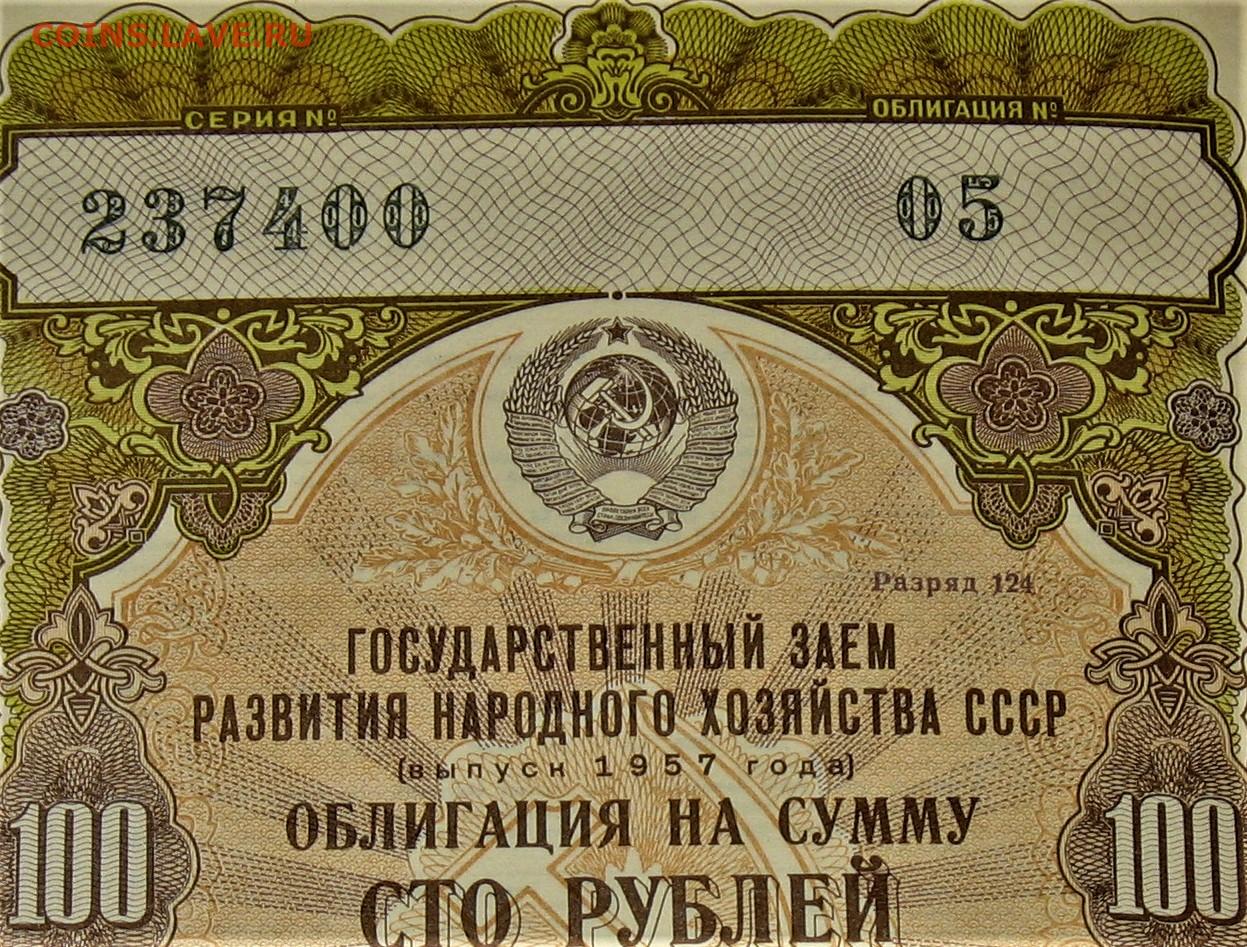 COINS.LAVE.RU
СЕРИЯ № ОБЛИГАЦИЯ №
237400 05
Разряд 124
ГОСУДАРСТВЕННЫЙ ЗАЕМ
РАЗВИТИЯ НАРОДНОГО ХОЗЯЙСТВА СССР
(выпуск 1957 года)
ОБЛИГАЦИЯ НА СУММУ
100 СТО РУБЛЕЙ 100